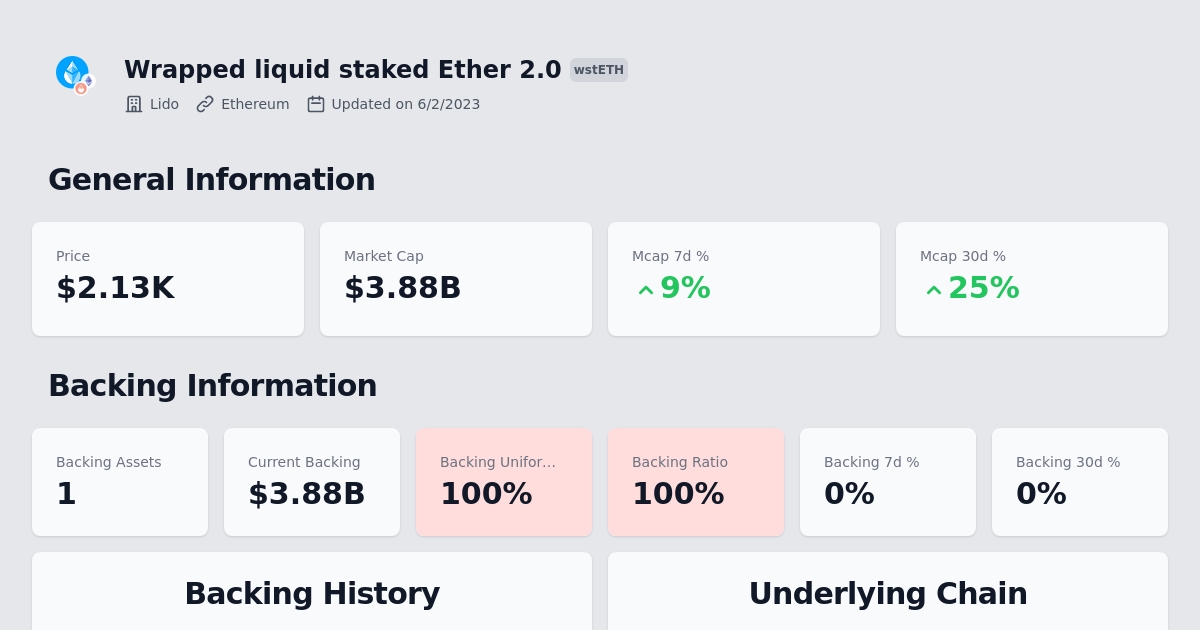 Wrapped liquid staked Ether 2.0 wstETH
Lido Ethereum Updated on 6/2/2023
General Information
Price
$2.13K
Market Cap
$3.88B
Mcap 7d %
9%
Mcap 30d %
25%
Backing Information
Backing Assets
1
Current Backing
$3.88B
Backing Unifor...
100%
Backing Ratio
100%
Backing 7d %
0%
Backing 30d %
0%
Backing History
Underlying Chain